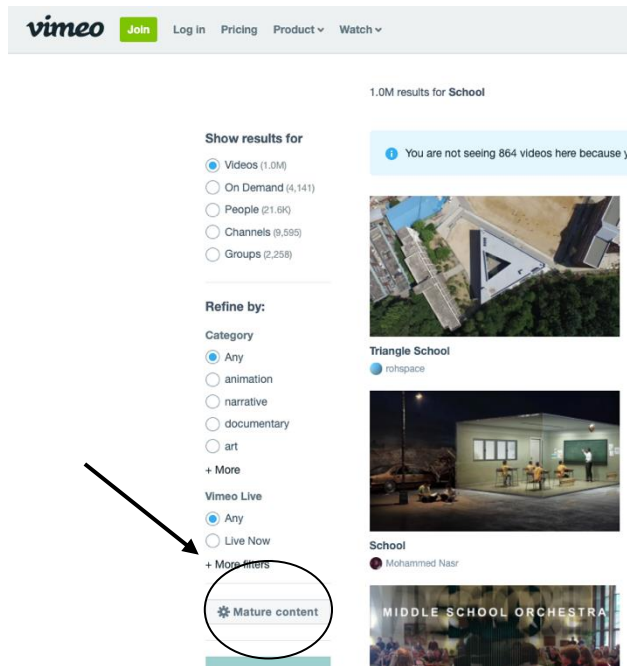 vimeo Join Log in Pricing Product Watch
1.0M results for School
Show results for
You are not seeing 864 videos here because y
Videos (1.0M)
On Demand (4,141)
People (21.6K)
Channels (9,595)
Groups (2,258)
Refine by:
Category
Any
animation
narrative
documentary
art
+ More
Vimeo Live
Any
Live Now
+ More filters
Mature content
Triangle School
rohspace
School
Mohammed Nasr
MIDDLE SCHOOL ORCHESTRA